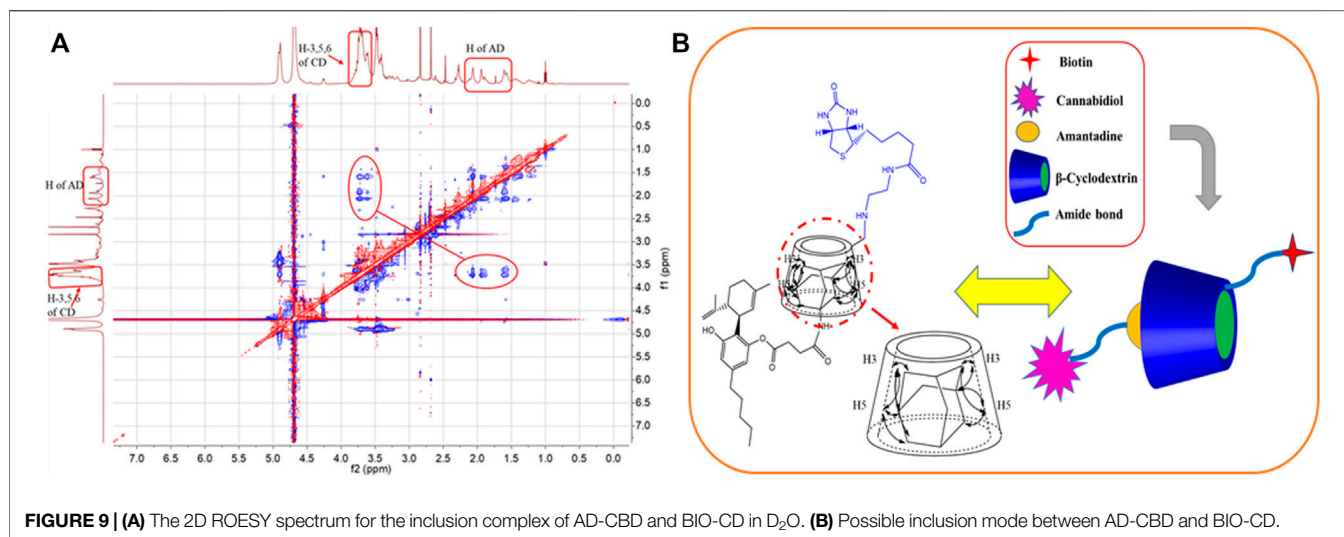 A
H-3,5,6
of CD
H of AD
H of AD
H-3,5,6
of CD
0.0
0.5
1.0
1.5
2.0
2.5
3.0
3.5
4.0
4.5
5.0
5.5
6.0
6.5
7.0
f1 (ppm)
7.0
6.5
6.0
5.5
5.0
4.5
4.0
3.5
3.0
2.5
2.0
1.5
1.0
0.5
0.0
f2 (ppm)
B
O
HN
NH
H
H
S
NH
O
HN
H3
H5
NH
O
HO
O
O
H3
H3
H5
H5
Biotin
Cannabidiol
Amantadine
β-Cyclodextrin
Amide bond
FIGURE 9 | (A) The 2D ROESY spectrum for the inclusion complex of AD-CBD and BIO-CD in D₂O. (B) Possible inclusion mode between AD-CBD and BIO-CD.